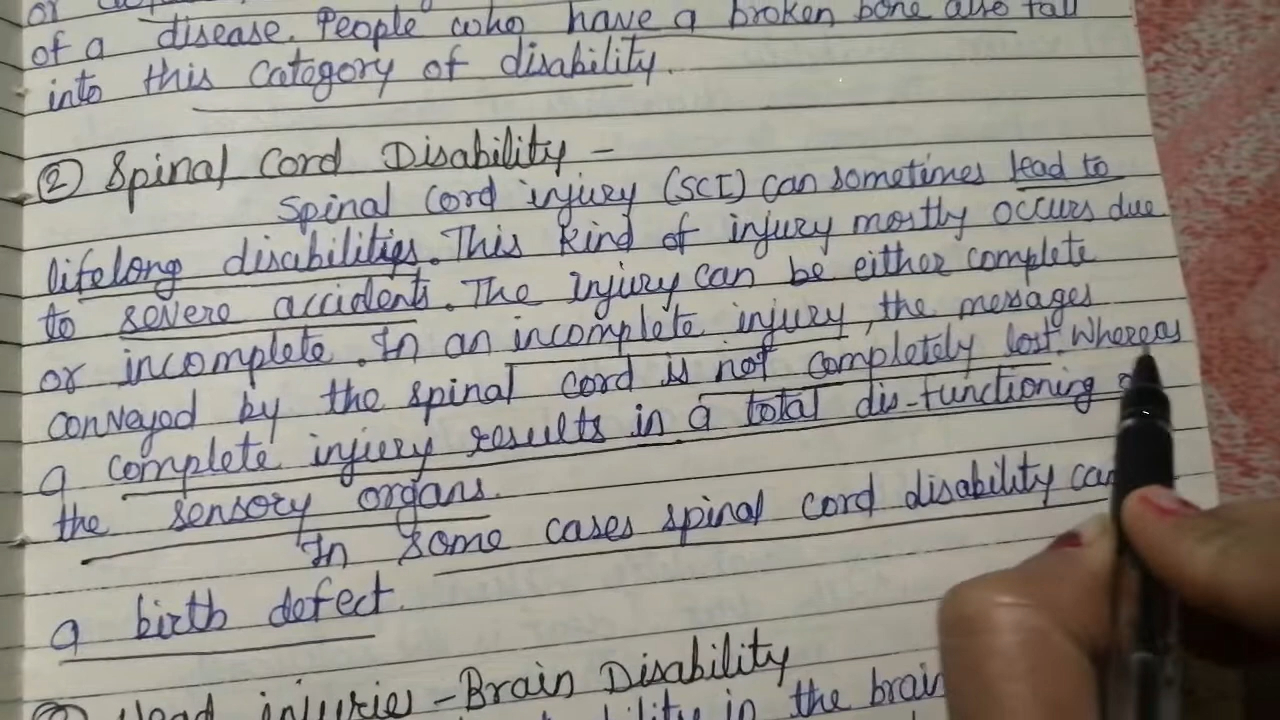 of a disease. People who have a broken bone also fall
into this category of disability.
② Spinal Cord Disability -
Spinal Cord injury (SCI) can sometimes lead to
lifelong disabilities. This kind of injury mostly occurs due
to severe accidents. The injury can be either complete
or incomplete. In an incomplete injury, the messages
conveyed by the spinal cord is not completely lost. Whereas
a complete injury results in a total dis-functioning
the sensory organs.
In some cases spinal cord disability can
a birth defect.
Head injuries - Brain Disability
in the brain